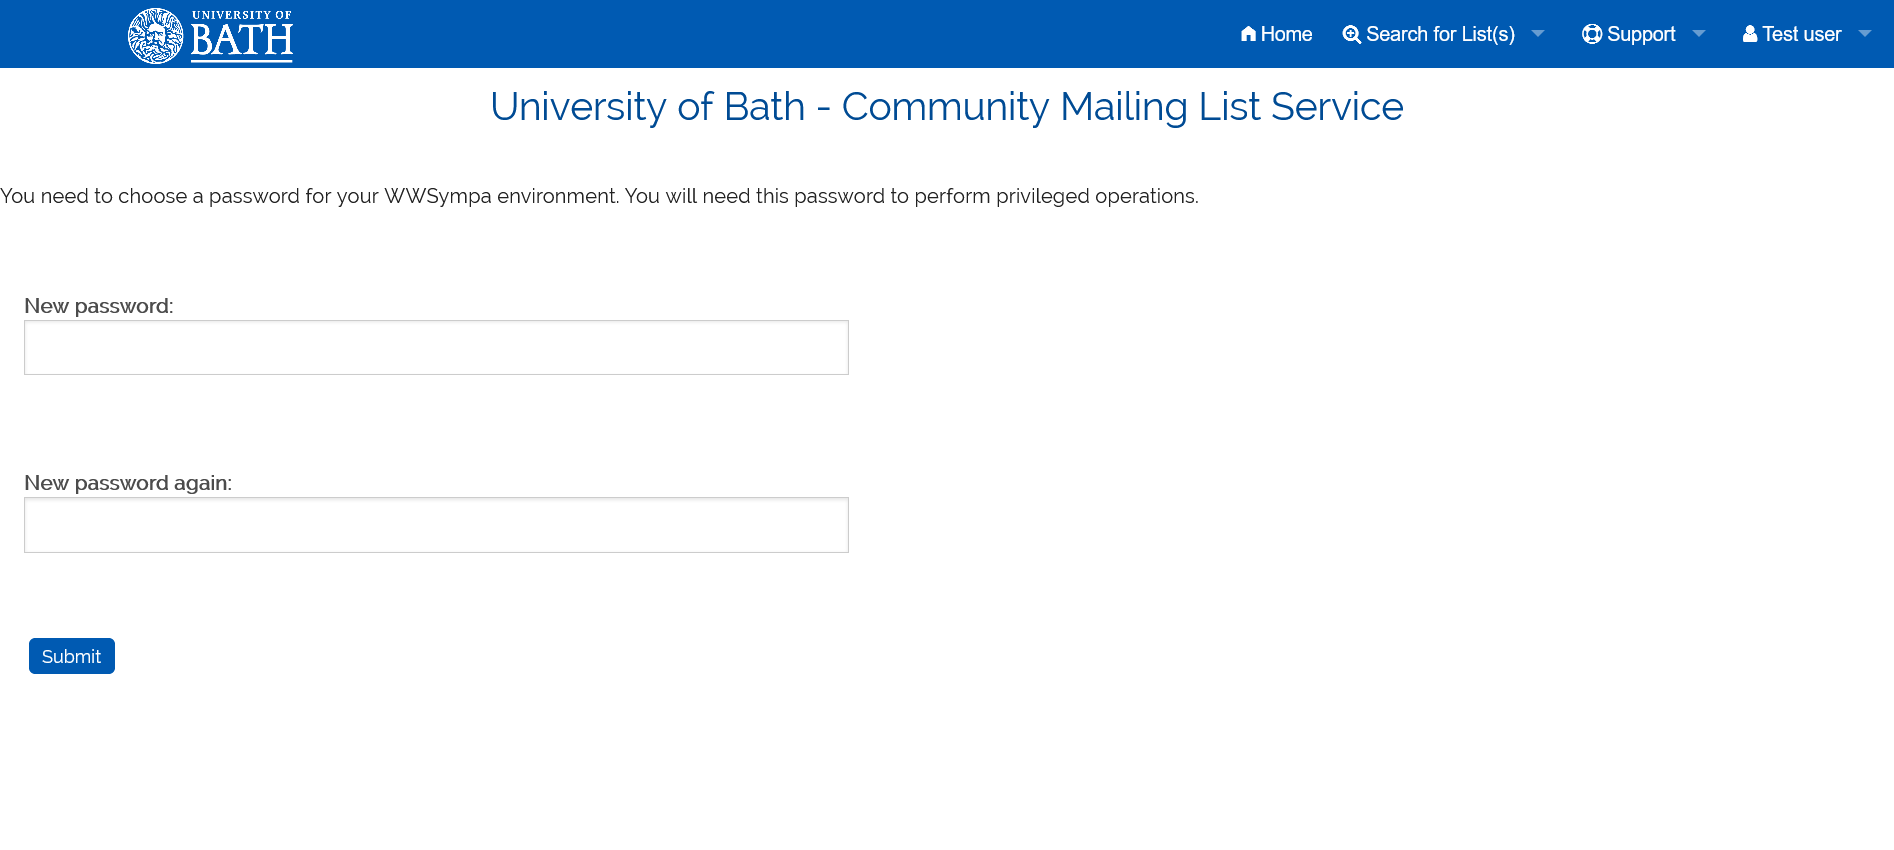 UNIVERSITY OF
BATH
Home
Search for List(s)
Support
Test user
University of Bath - Community Mailing List Service
You need to choose a password for your WWSympa environment. You will need this password to perform privileged operations.
New password:
New password again:
Submit